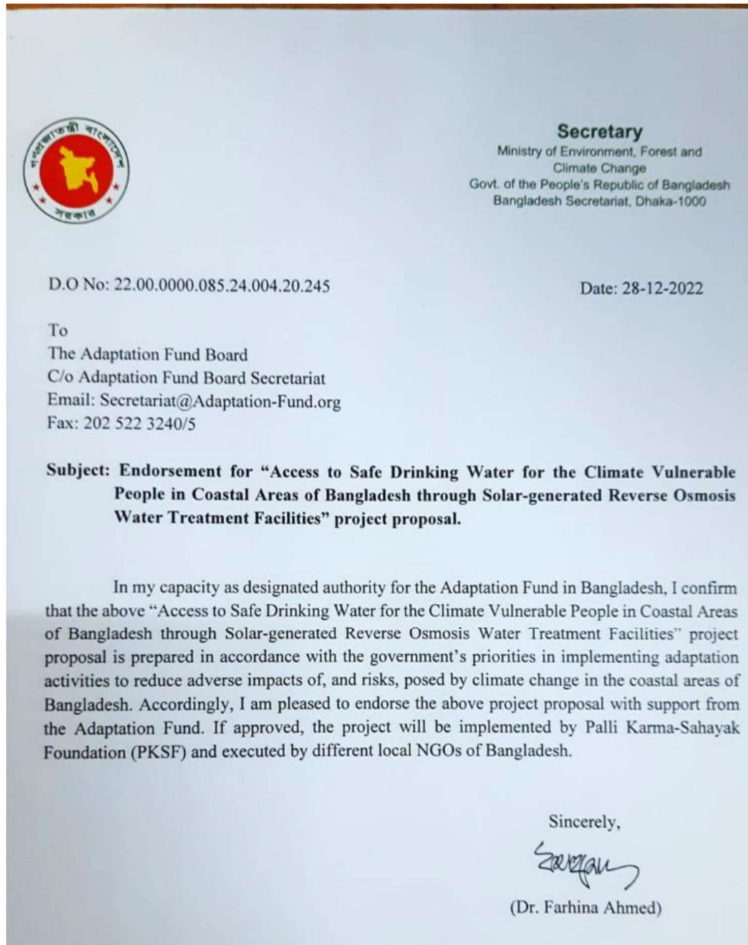 গণপ্রজাতন্ত্রী বাংলাদেশ
সরকার
Secretary
Ministry of Environment, Forest and
Climate Change
Govt. of the People's Republic of Bangladesh
Bangladesh Secretariat, Dhaka-1000
D.O No: 22.00.0000.085.24.004.20.245
Date: 28-12-2022
To
The Adaptation Fund Board
C/o Adaptation Fund Board Secretariat
Email: Secretariat@Adaptation-Fund.org
Fax: 202 522 3240/5
Subject: Endorsement for “Access to Safe Drinking Water for the Climate Vulnerable
People in Coastal Areas of Bangladesh through Solar-generated Reverse Osmosis
Water Treatment Facilities” project proposal.
In my capacity as designated authority for the Adaptation Fund in Bangladesh, I confirm
that the above “Access to Safe Drinking Water for the Climate Vulnerable People in Coastal Areas
of Bangladesh through Solar-generated Reverse Osmosis Water Treatment Facilities” project
proposal is prepared in accordance with the government’s priorities in implementing adaptation
activities to reduce adverse impacts of, and risks, posed by climate change in the coastal areas of
Bangladesh. Accordingly, I am pleased to endorse the above project proposal with support from
the Adaptation Fund. If approved, the project will be implemented by Palli Karma-Sahayak
Foundation (PKSF) and executed by different local NGOs of Bangladesh.
Sincerely,
(Dr. Farhina Ahmed)